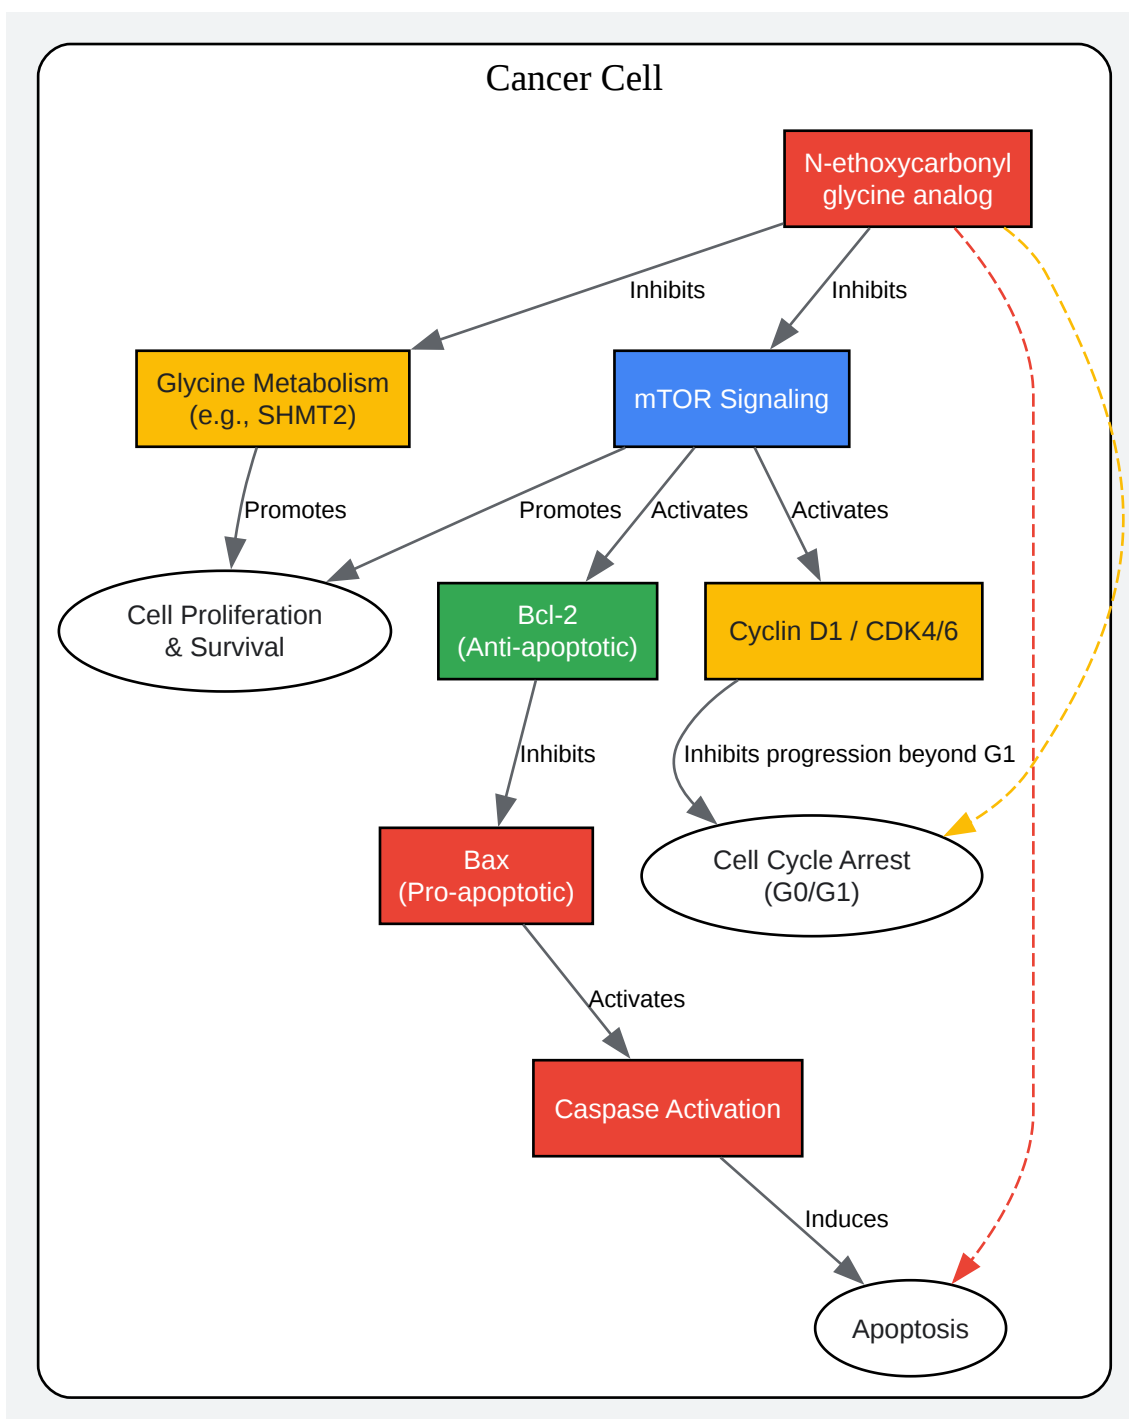 Cancer Cell
N-ethoxycarbonyl
glycine analog
Inhibits
Inhibits
Glycine Metabolism
(e.g., SHMT2)
mTOR Signaling
Promotes
Promotes
Activates
Activates
Cell Proliferation
& Survival
Bcl-2
(Anti-apoptotic)
Cyclin D1 / CDK4/6
Inhibits
Inhibits progression beyond G1
Bax
(Pro-apoptotic)
Cell Cycle Arrest
(G0/G1)
Activates
Caspase Activation
Induces
Apoptosis